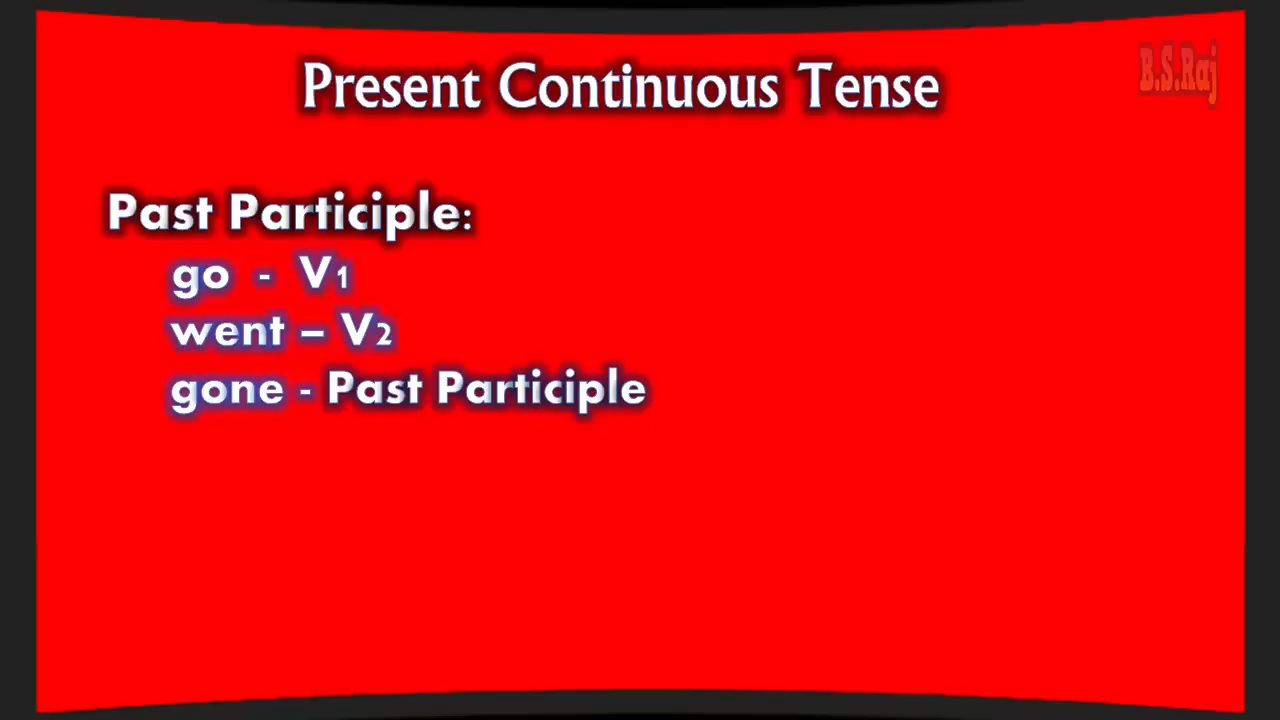 Present Continuous Tense
B.S.Raj
Past Participle:
go - V1
went – V2
gone - Past Participle